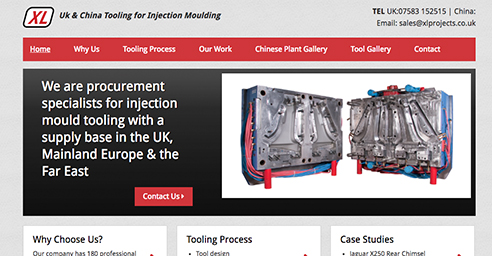 XL
Uk & China Tooling for Injection Moulding
TEL UK:07583 152515 | China:
Email: sales@xlprojects.co.uk
Home Why Us Tooling Process Our Work Chinese Plant Gallery Tool Gallery Contact
We are procurement
specialists for injection
mould tooling with a
supply base in the UK,
Mainland Europe & the
Far East
Contact Us ›
Why Choose Us?
Our company has 180 professional
Tooling Process
• Tool design
Case Studies
• Jaguar X250 Rear Chimsel